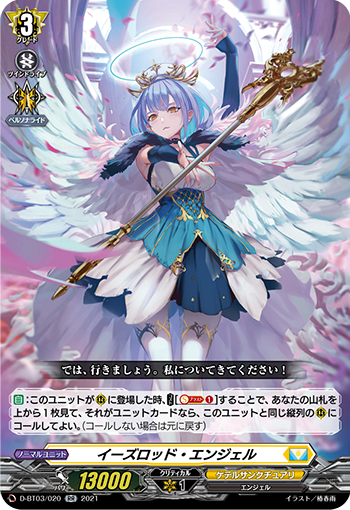 3
グレード
ツインドライブ
ペルソナライド
では、行きましょう。私についてきてください!
自:このユニットがRに登場した時、【コスト】[CB1]することで、あなたの山札を
上から1枚見て、それがユニットカードなら、このユニットと同じ縦列のRに
コールしてよい。(コールしない場合は元に戻す)
ノーマルユニット
イーズロッド・エンジェル
パワー
13000
クリティカル
1
ケテルサンクチュアリ
エンジェル
D-BT03/020 RR 2021
イラスト/椿春雨